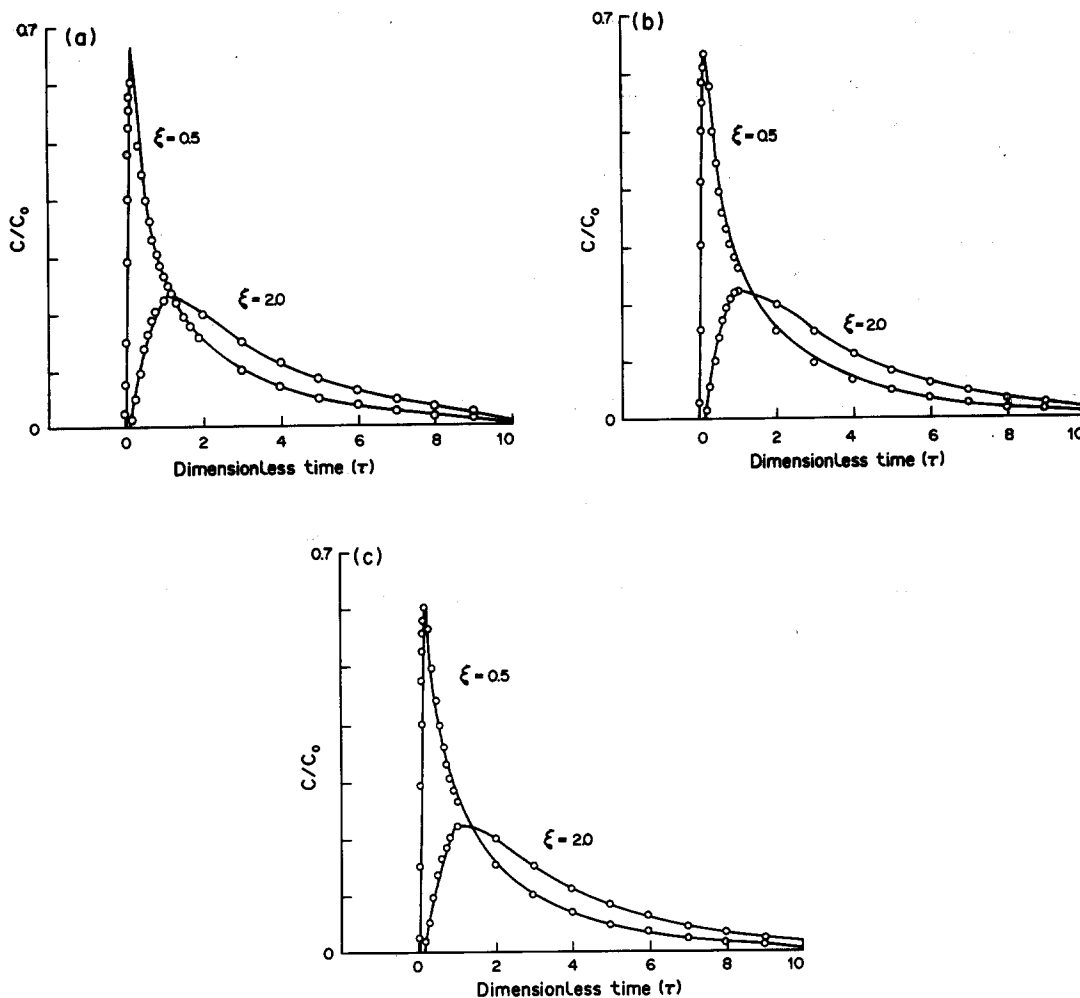 0.7
(a)
ξ = 0.5
ξ = 2.0
C/C₀
0
0 2 4 6 8 10
Dimensionless time (τ)
0.7
(b)
ξ = 0.5
ξ = 2.0
C/C₀
0
0 2 4 6 8 10
Dimensionless time (τ)
0.7
(c)
ξ = 0.5
ξ = 2.0
C/C₀
0
0 2 4 6 8 10
Dimensionless time (τ)